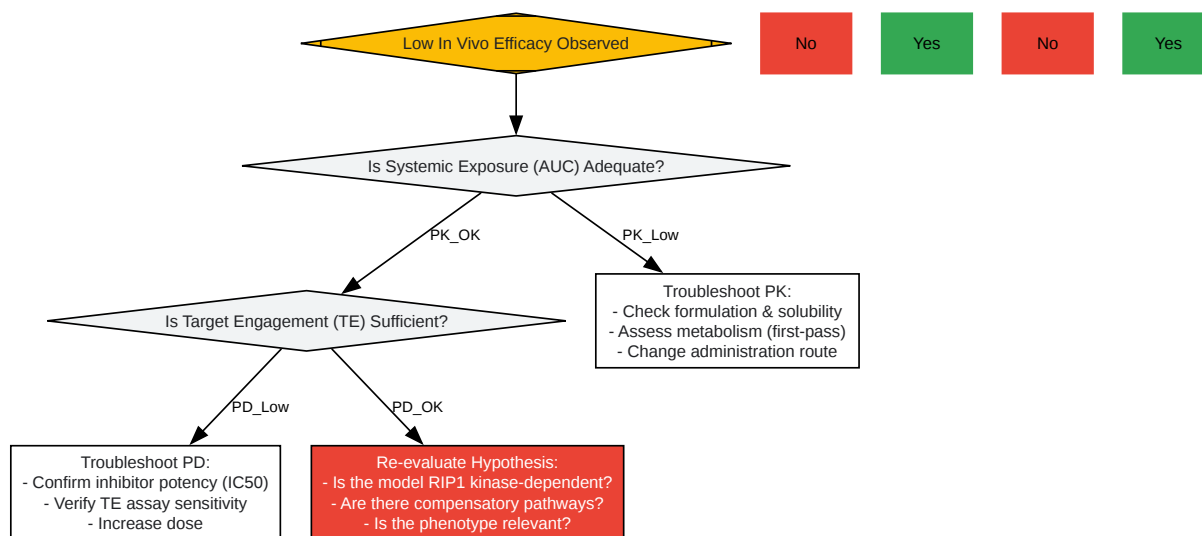 Low In Vivo Efficacy Observed
No
Yes
No
Yes
Is Systemic Exposure (AUC) Adequate?
PK_OK
PK_Low
Troubleshoot PK:
- Check formulation & solubility
- Assess metabolism (first-pass)
- Change administration route
Is Target Engagement (TE) Sufficient?
PD_Low
PD_OK
Troubleshoot PD:
- Confirm inhibitor potency (IC50)
- Verify TE assay sensitivity
- Increase dose
Re-evaluate Hypothesis:
- Is the model RIP1 kinase-dependent?
- Are there compensatory pathways?
- Is the phenotype relevant?